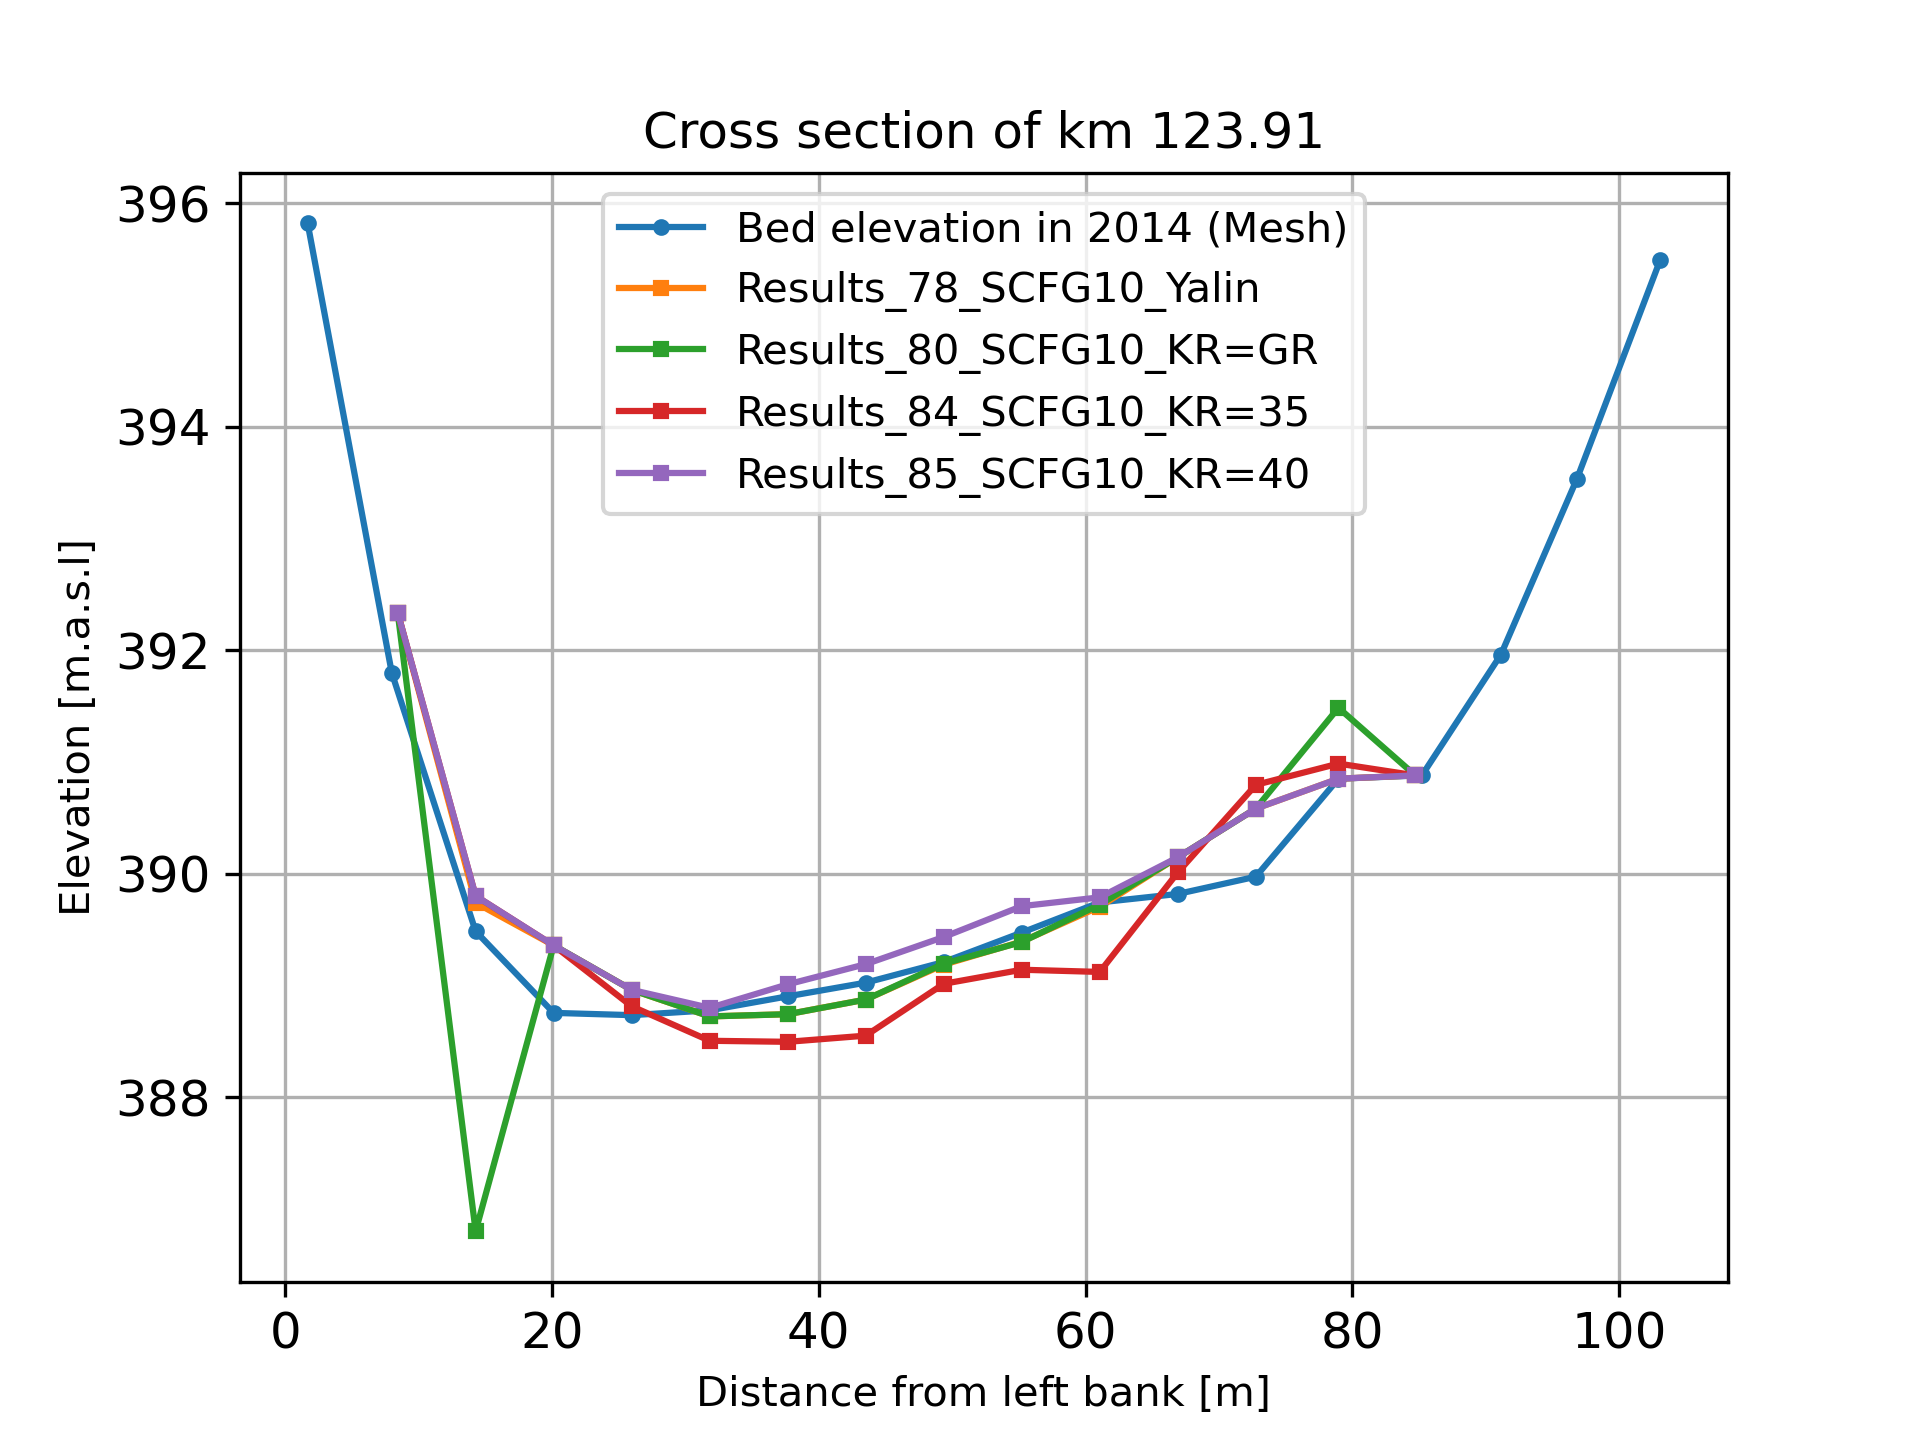 Cross section of km 123.91
396
394
392
390
388
Elevation [m.a.s.l]
Bed elevation in 2014 (Mesh)
Results_78_SCFG10_Yalin
Results_80_SCFG10_KR=GR
Results_84_SCFG10_KR=35
Results_85_SCFG10_KR=40
0 20 40 60 80 100
Distance from left bank [m]